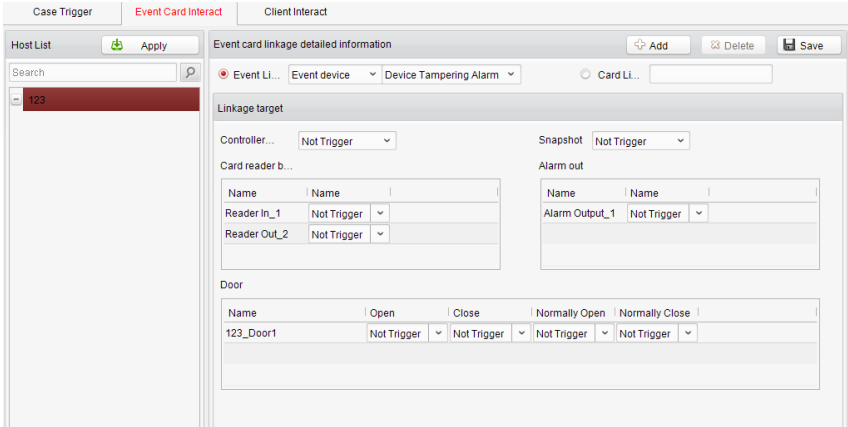 Case Trigger Event Card Interact Client Interact
Host List Apply Event card linkage detailed information Add Delete Save
Search Event Li... Event device Device Tampering Alarm Card Li...
123
Linkage target
Controller... Not Trigger Snapshot Not Trigger
Card reader b... Alarm out
Name Name Name Name
Reader In_1 Not Trigger Alarm Output_1 Not Trigger
Reader Out_2 Not Trigger
Door
Name Open Close Normally Open Normally Close
123_Door1 Not Trigger Not Trigger Not Trigger Not Trigger